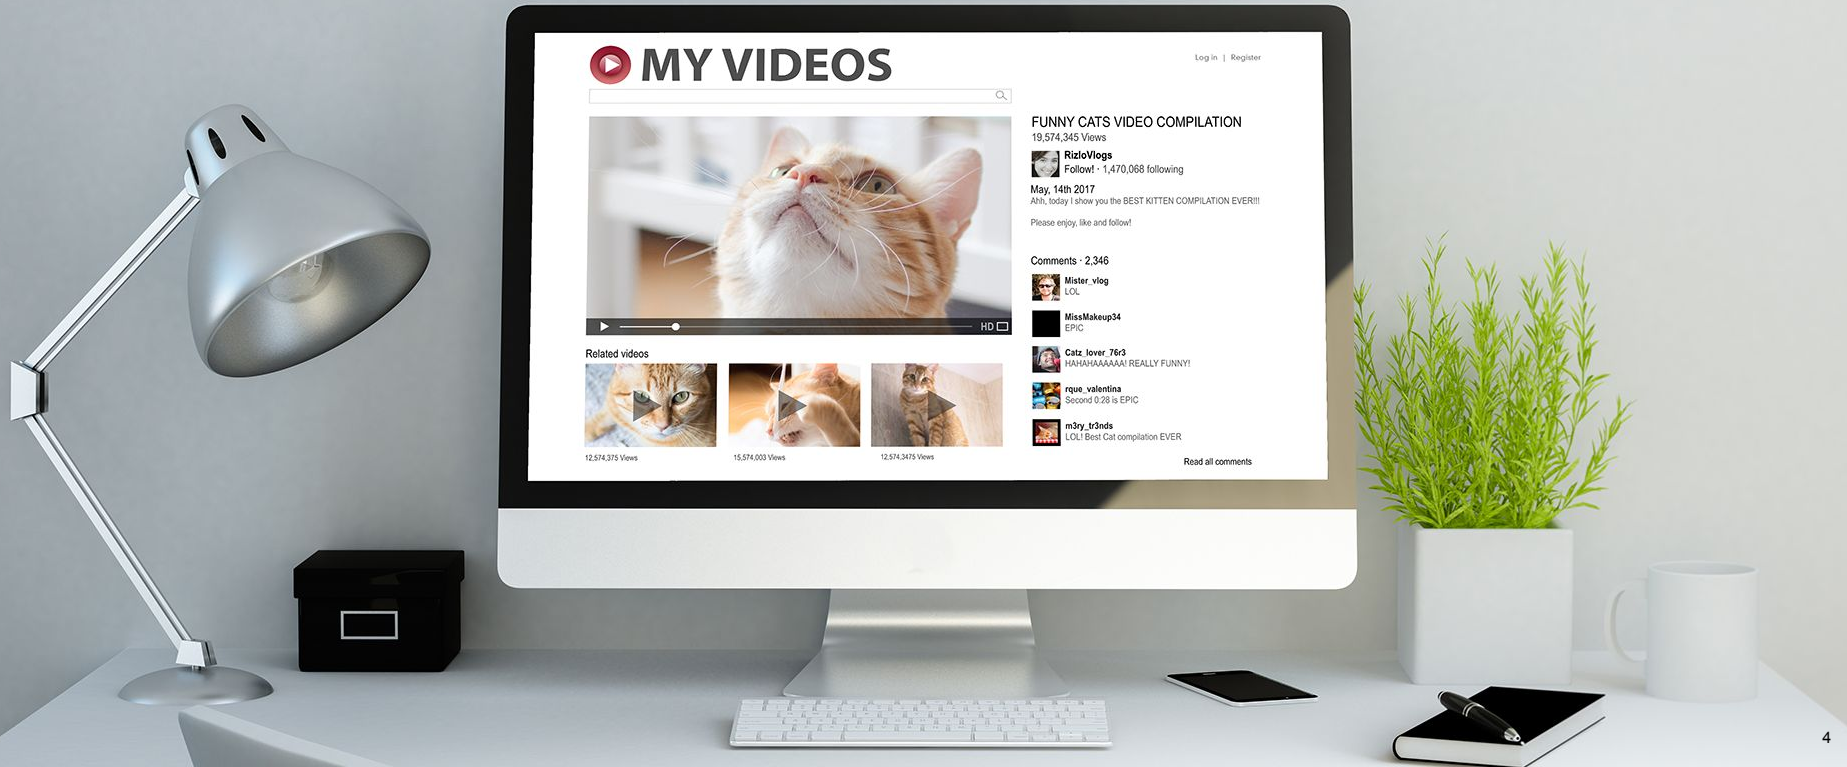 MY VIDEOS
Log in | Register
FUNNY CATS VIDEO COMPILATION
19,574,345 Views
RizloVlogs
Follow! · 1,470,068 following
May, 14th 2017
Ahh, today I show you the BEST KITTEN COMPILATION EVER!!!
Please enjoy, like and follow!
Comments · 2,346
Mister_vlog
LOL
MissMakeup34
EPIC
Catz_lover_76r3
HAHAHAAAAAA! REALLY FUNNY!
rque_valentina
Second 0:28 is EPIC
m3ry_tr3nds
LOL! Best Cat compilation EVER
Read all comments
HD
Related videos
12,574,375 Views
15,574,003 Views
12,574,3475 Views
4